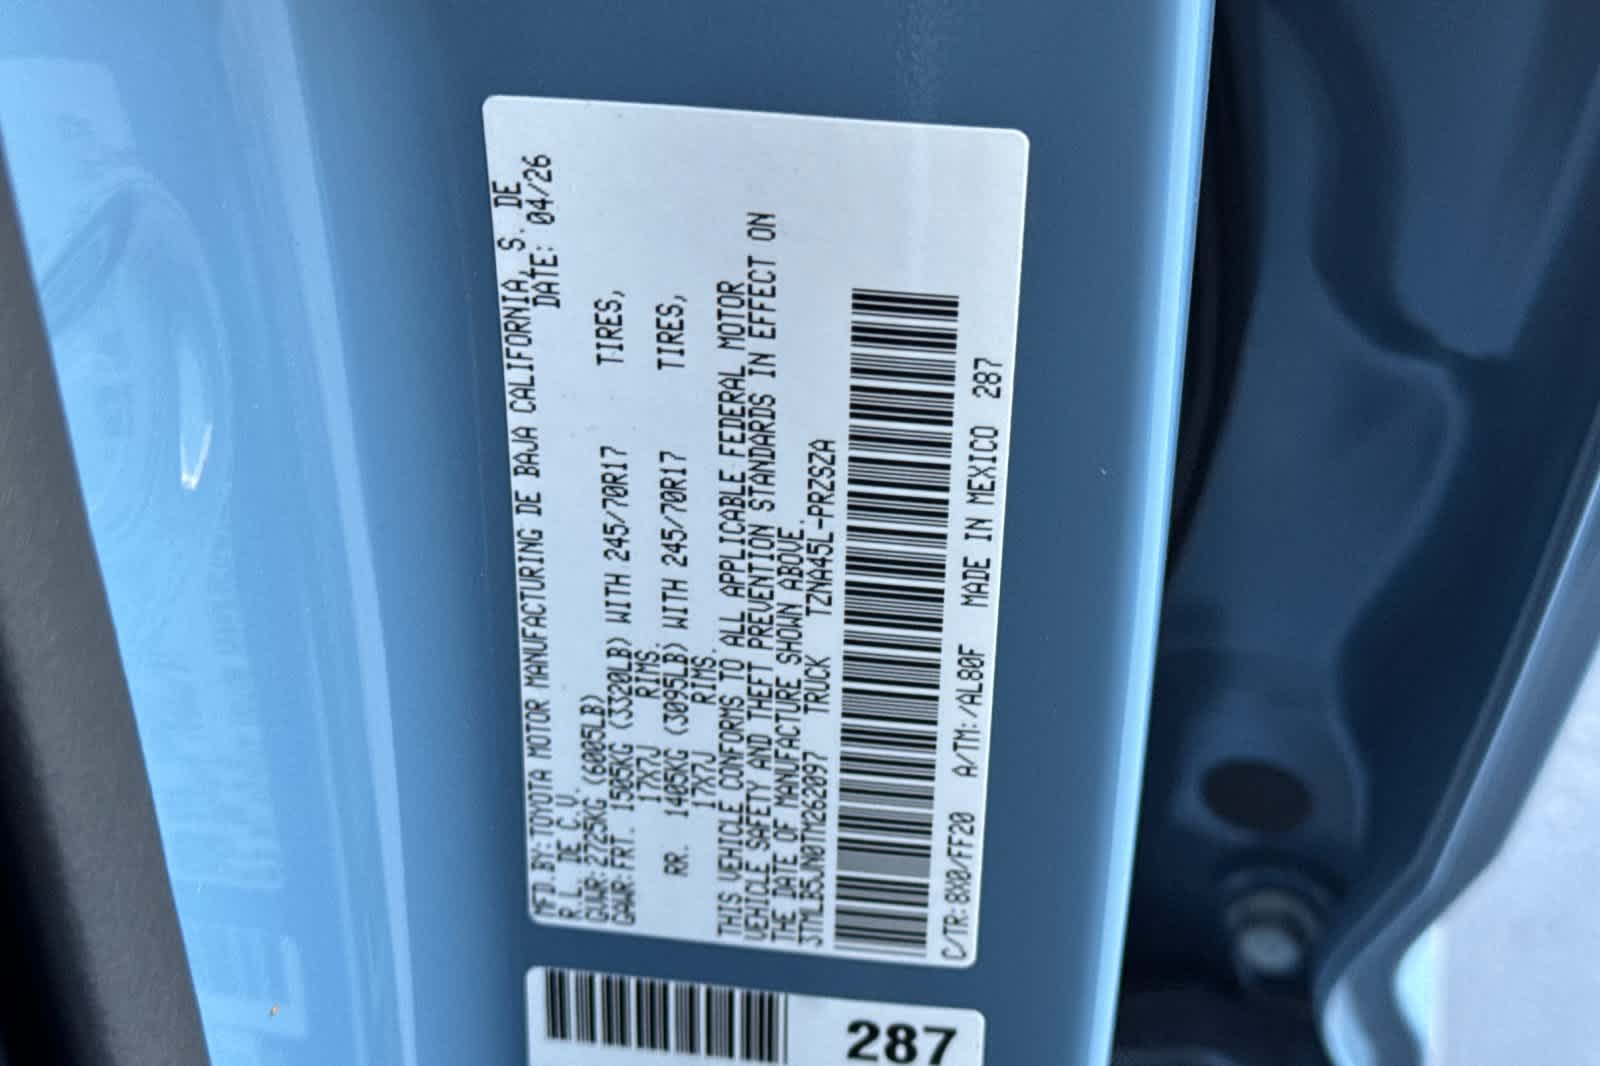 MFD.BY:TOYOTA MOTOR MANUFACTURING DE BAJA CALIFORNIA, S. DE
R.L. DE C.V. DATE: 04/26
GVWR:2725KG (6005LB)
GAWR:FRT. 1505KG (3320LB) WITH 245/70R17 TIRES,
17X7J RIMS.
RR. 1405KG (3095LB) WITH 245/70R17 TIRES,
17X7J RIMS.
THIS VEHICLE CONFORMS TO ALL APPLICABLE FEDERAL MOTOR
VEHICLE SAFETY AND THEFT PREVENTION STANDARDS IN EFFECT ON
THE DATE OF MANUFACTURE SHOWN ABOVE.
3TMLB5JN0TM262097 TRUCK TZNA45L-PRZSZA
C/TR:8X0/FF20 A/TM:/AL80F MADE IN MEXICO 287
287